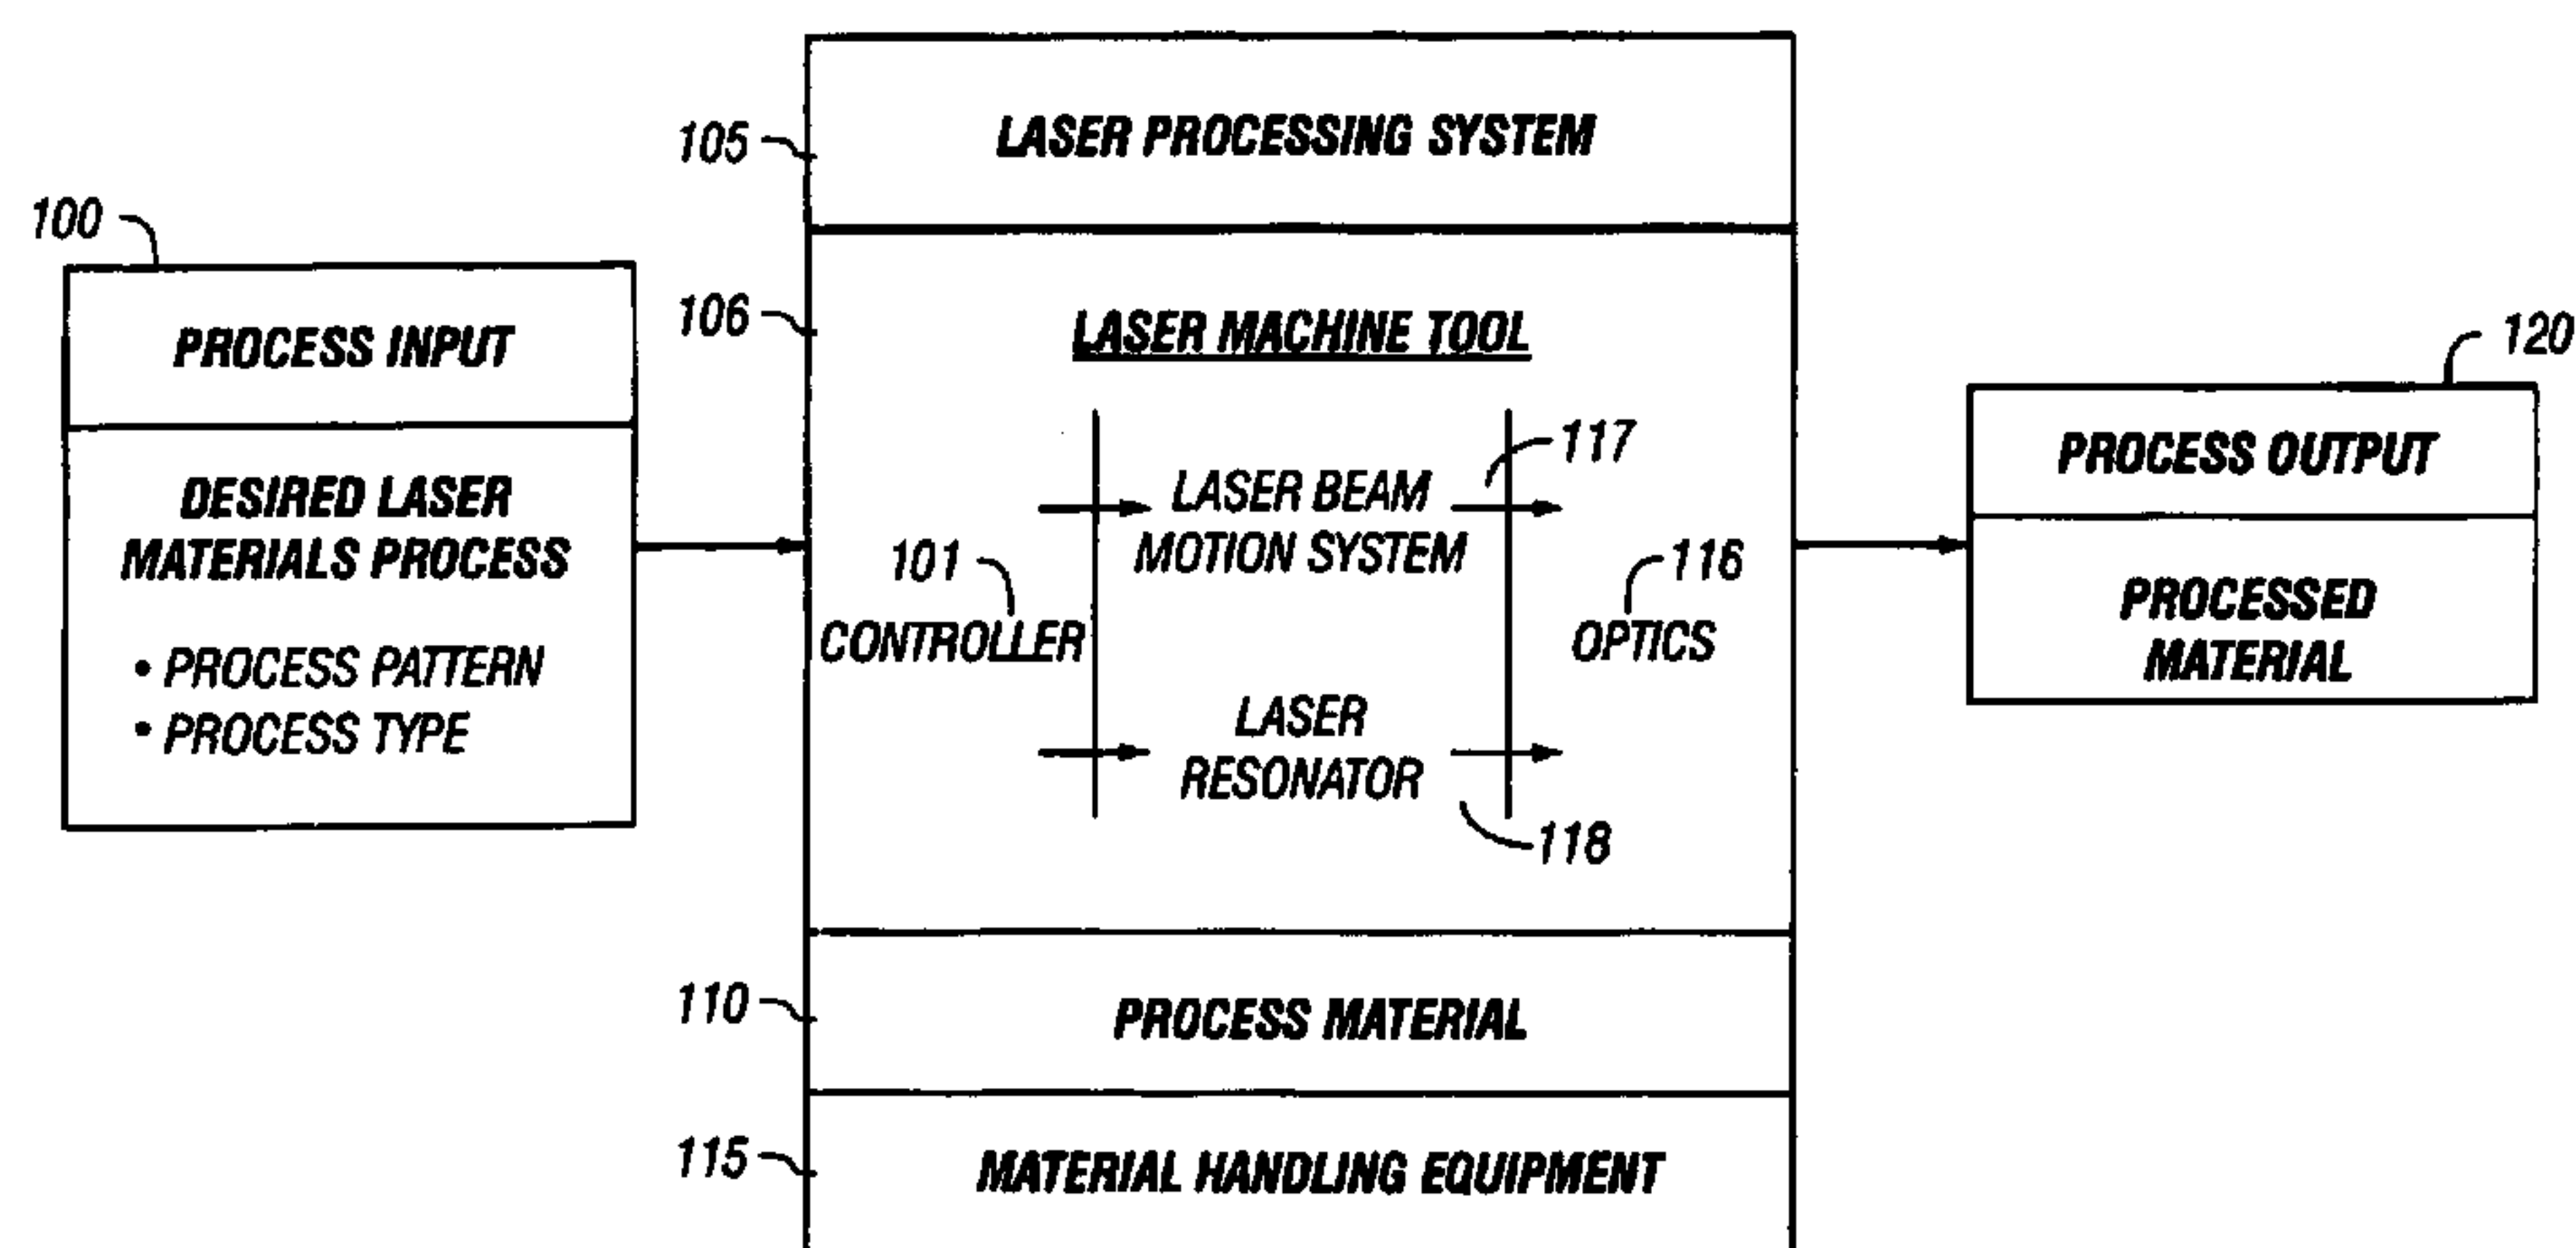 100
PROCESS INPUT
DESIRED LASER
MATERIALS PROCESS
• PROCESS PATTERN
• PROCESS TYPE
105
LASER PROCESSING SYSTEM
106
LASER MACHINE TOOL
117
LASER BEAM
MOTION SYSTEM
101
CONTROLLER
116
OPTICS
LASER
RESONATOR
118
110
PROCESS MATERIAL
115
MATERIAL HANDLING EQUIPMENT
120
PROCESS OUTPUT
PROCESSED
MATERIAL